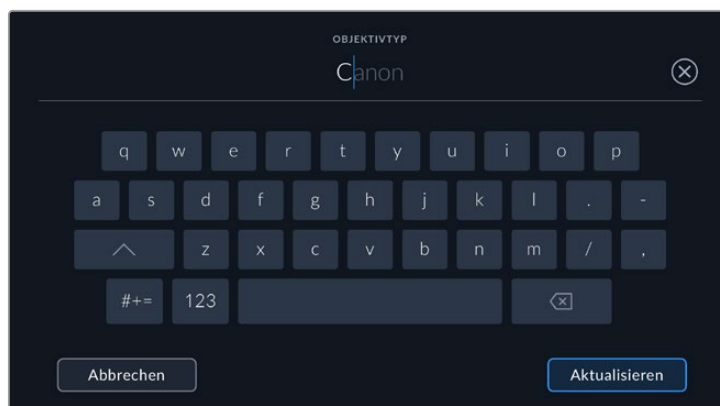 OBJEKTIVTYP
Canon
q w e r t y u i o p
a s d f g h j k l . -
z x c v b n m / ,
#+= 123
Abbrechen Aktualisieren